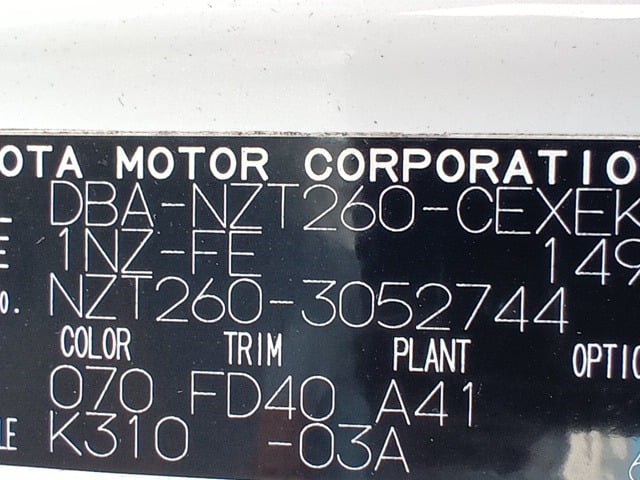 OTA MOTOR CORPORATIO
L DBA-NZT260-CEXEK
E 1NZ-FE 149
o. NZT260-3052744
COLOR TRIM PLANT OPTIO
070 FD40 A41
LE K310 -03A